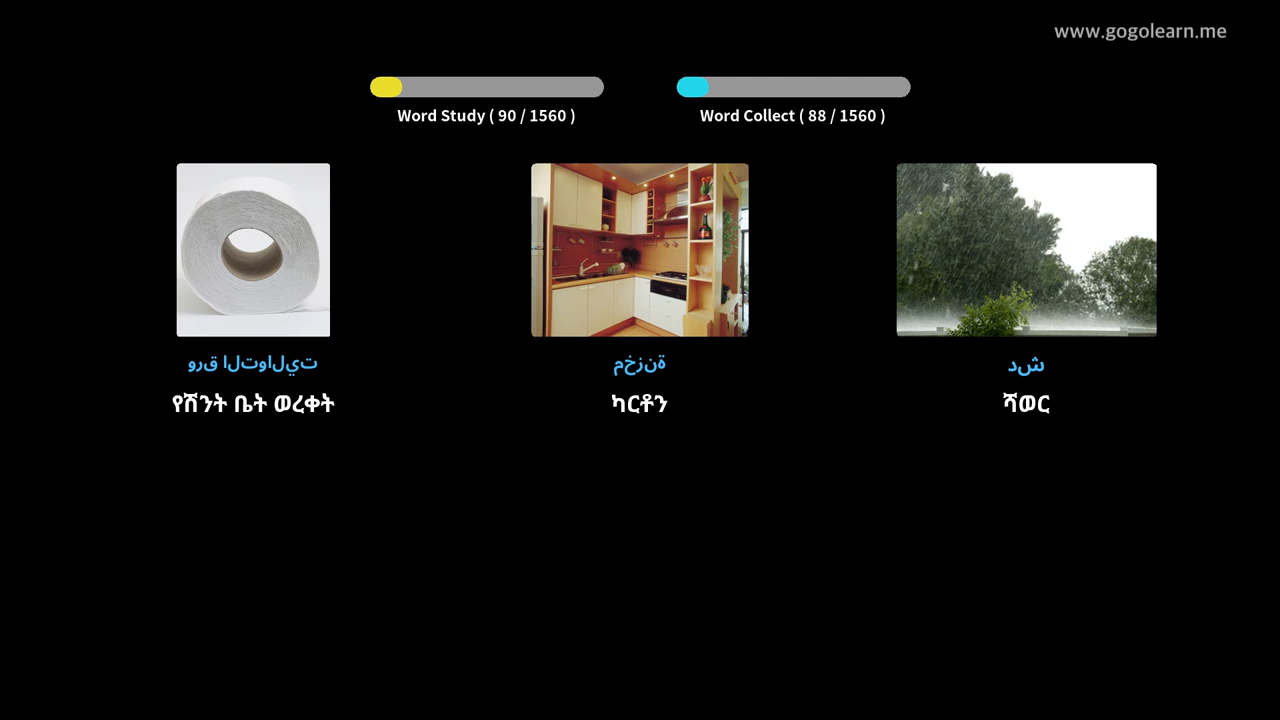 www.gogolearn.me
Word Study ( 90 / 1560 )
Word Collect ( 88 / 1560 )
ورق التواليت
مخزنة
دش
የሽንት ቤት ወረቀት
ካርቶን
ሻወር